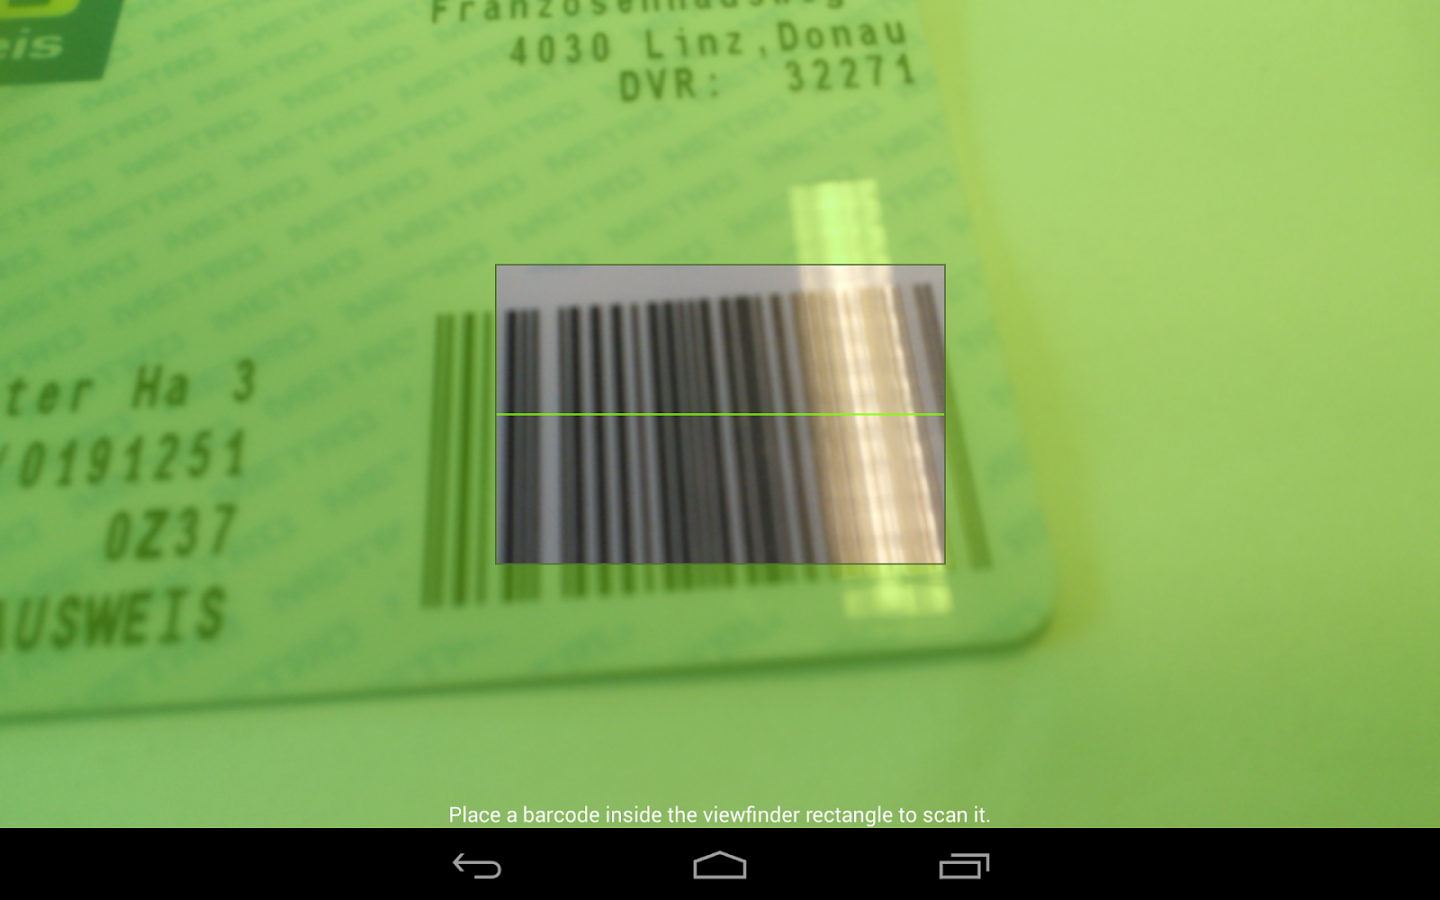 eis
4030 Linz,Donau
DVR: 32271
ter Ha 3
/0191251
0Z37
AUSWEIS
METRO
Place a barcode inside the viewfinder rectangle to scan it.